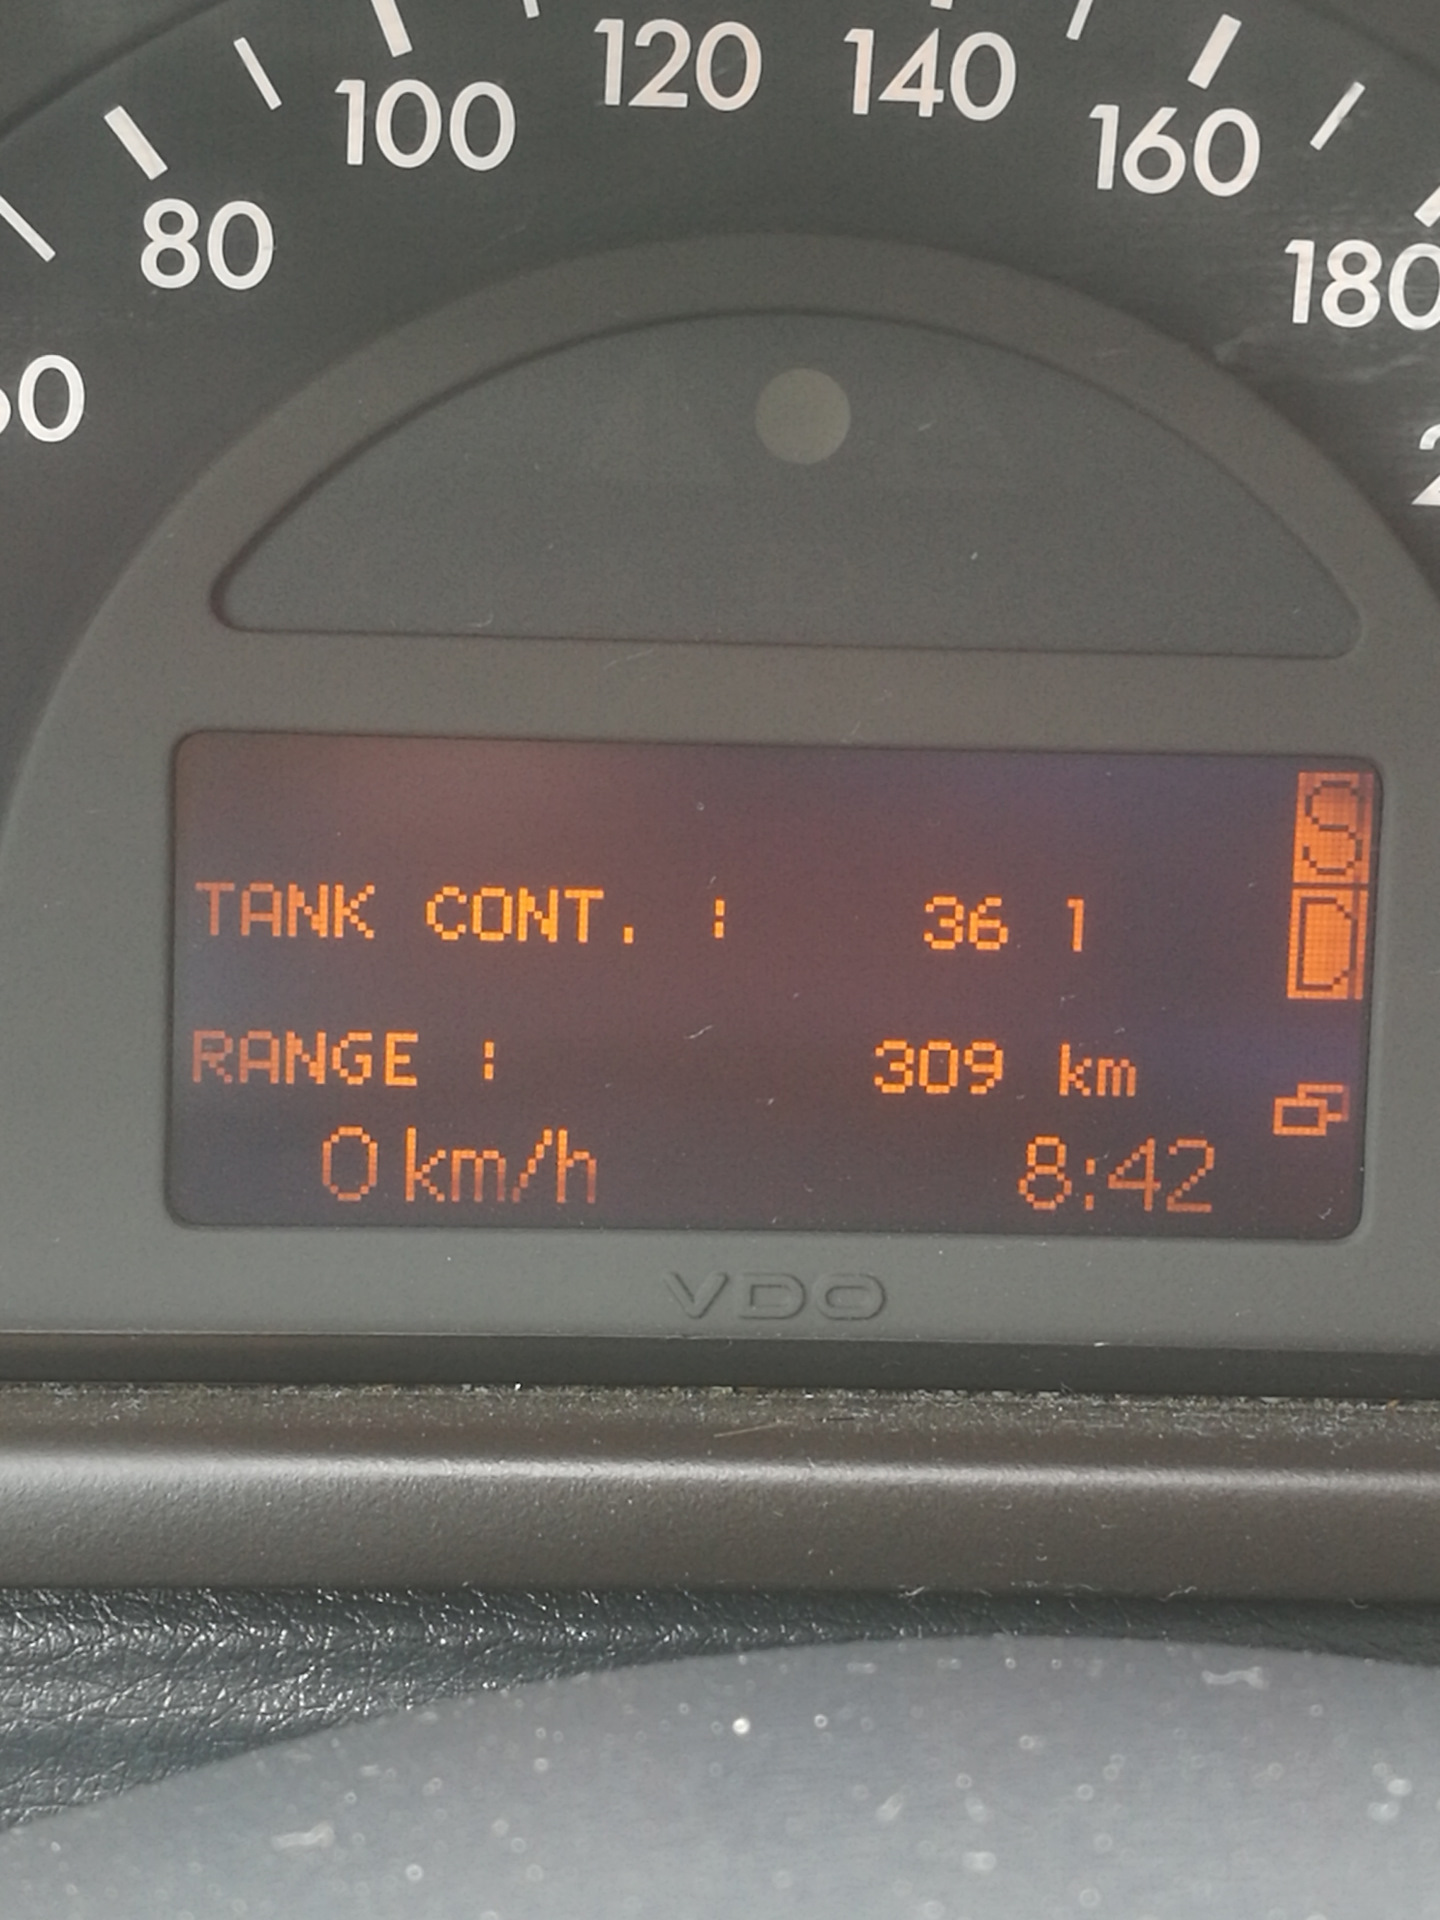 80 100 120 140 160 180
S
TANK CONT. : 36 l
D
RANGE : 309 km
0 km/h 8:42
VDO